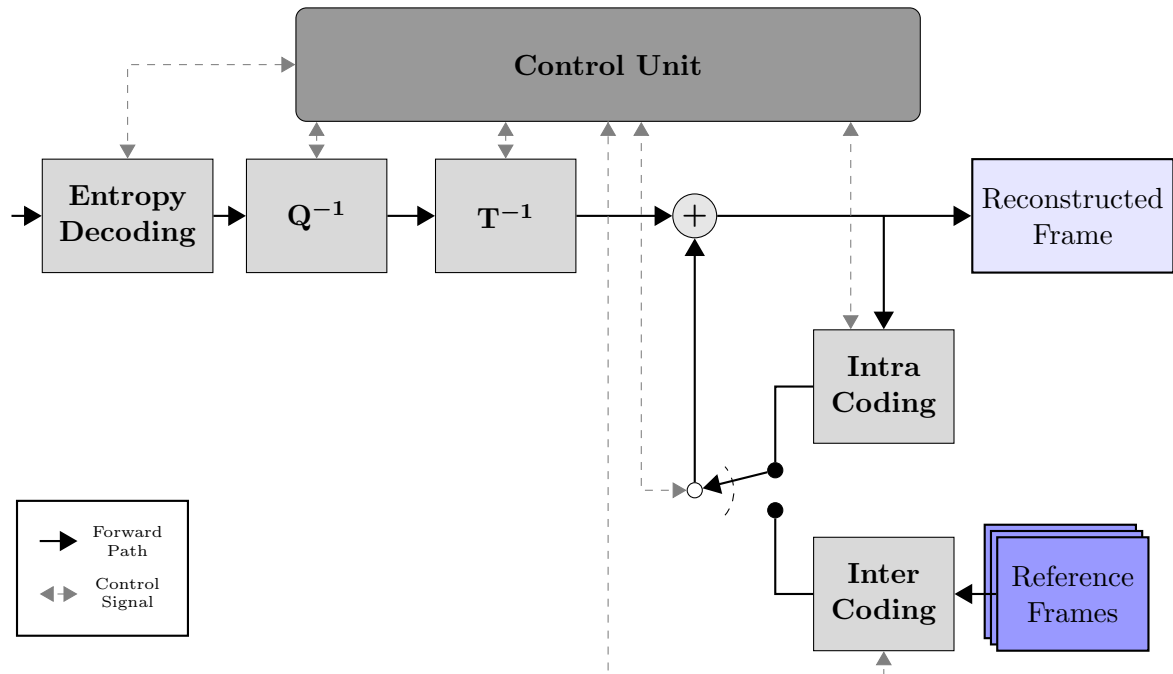 Control Unit
Entropy
Decoding
Q⁻¹
T⁻¹
+
Reconstructed
Frame
Intra
Coding
Forward
Path
Control
Signal
Inter
Coding
Reference
Frames